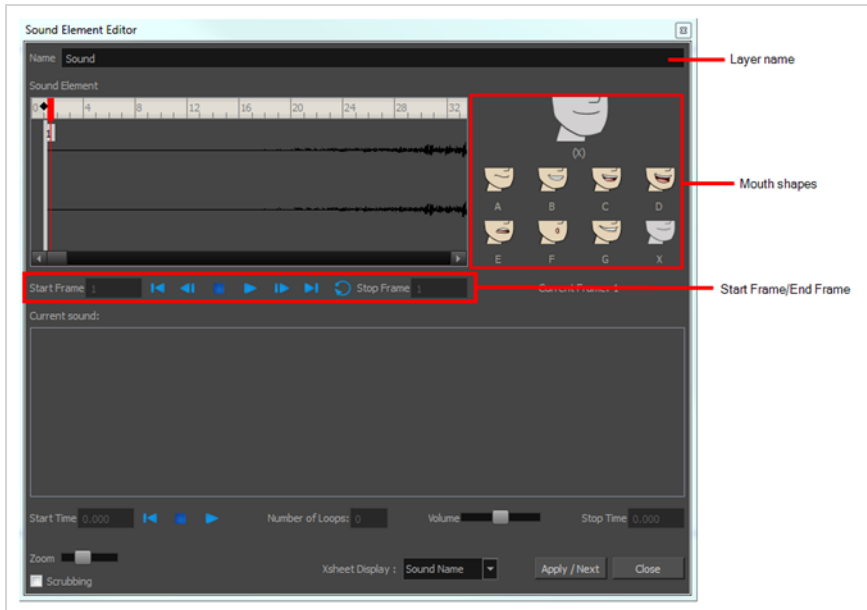 Sound Element Editor
Name Sound
Layer name
Sound Element
0 4 8 12 16 20 24 28 32
1
(X)
Mouth shapes
A B C D
E F G X
Start Frame 1 Stop Frame 1 Current Frame: 1
Start Frame/End Frame
Current sound:
Start Time 0.000 Number of Loops: 0 Volume Stop Time 0.000
Zoom
Xsheet Display : Sound Name Apply / Next Close
Scrubbing